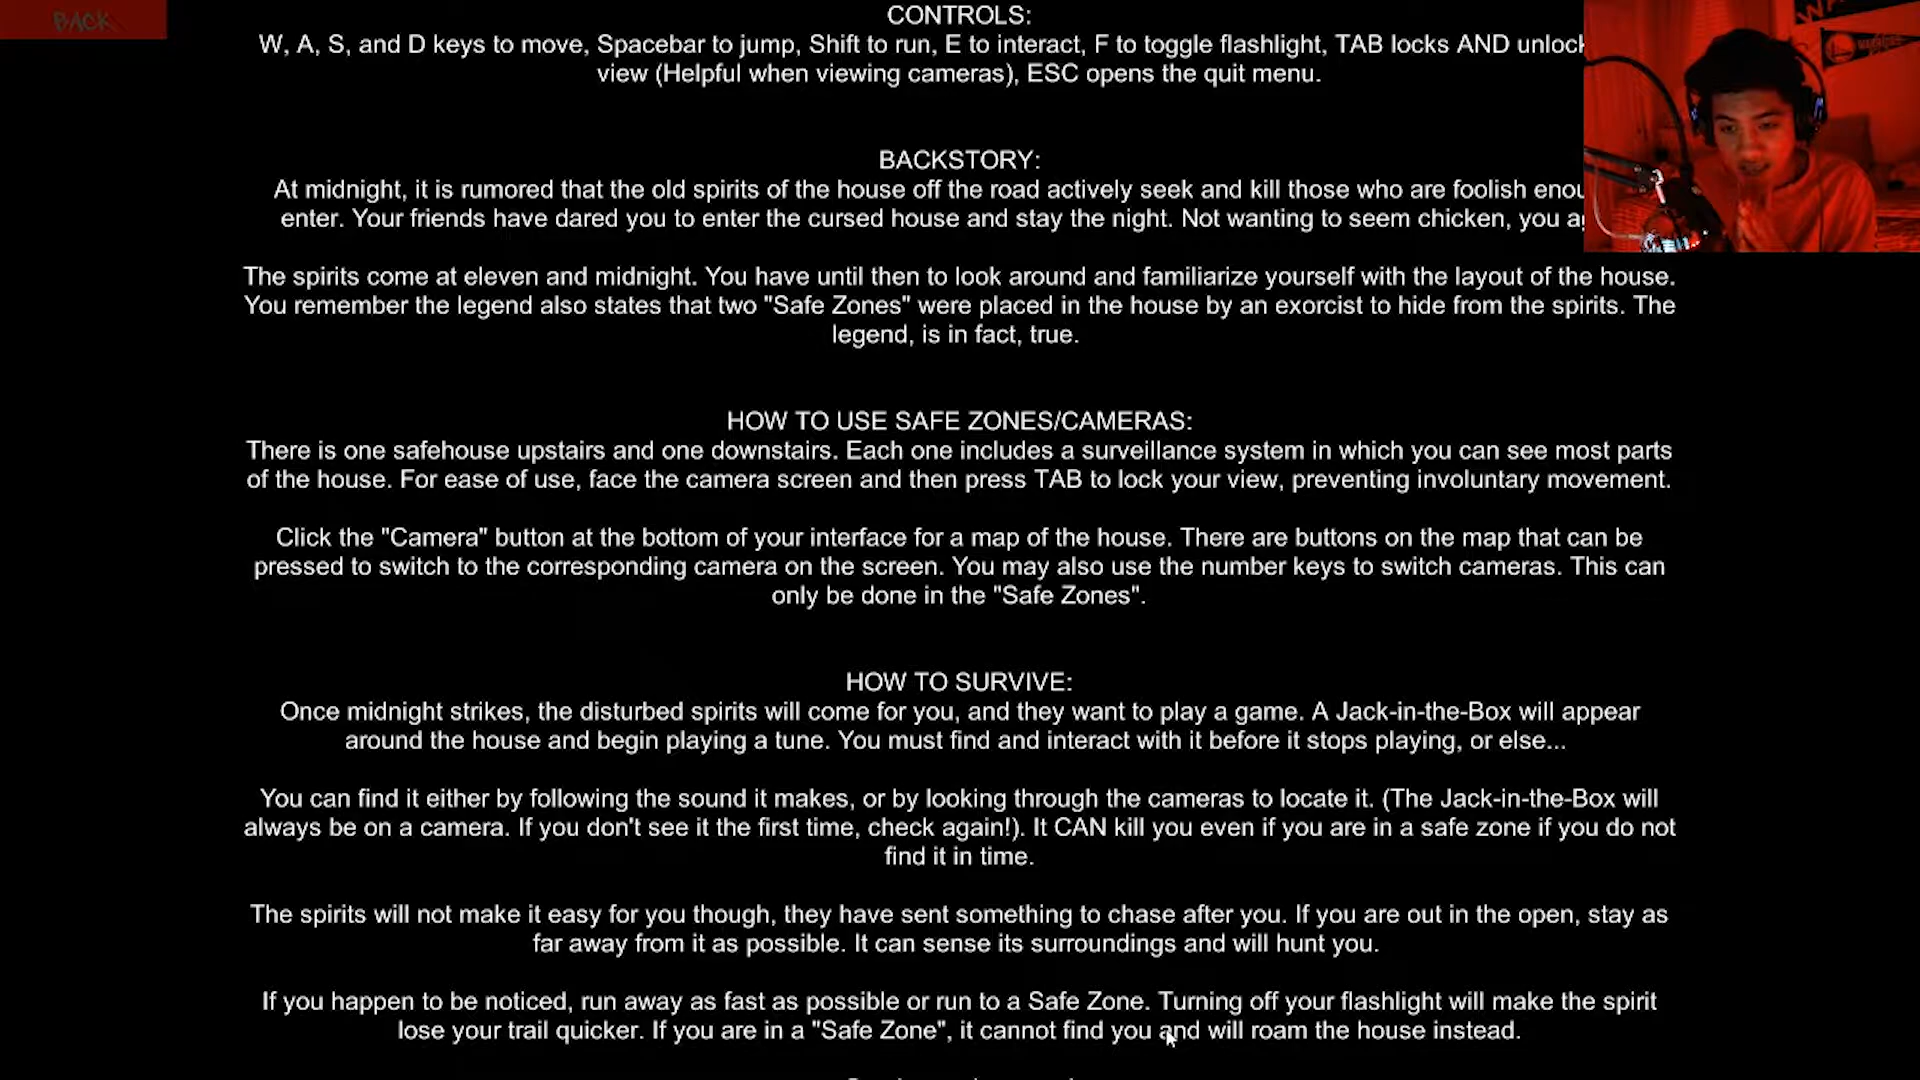 BACK
CONTROLS:
W, A, S, and D keys to move, Spacebar to jump, Shift to run, E to interact, F to toggle flashlight, TAB locks AND
view (Helpful when viewing cameras), ESC opens the quit menu.
BACKSTORY:
At midnight, it is rumored that the old spirits of the house off the road actively seek and kill those who are foolish
enter. Your friends have dared you to enter the cursed house and stay the night. Not wanting to seem chicken, you
The spirits come at eleven and midnight. You have until then to look around and familiarize yourself with the layout of the house.
You remember the legend also states that two "Safe Zones" were placed in the house by an exorcist to hide from the spirits. The
legend, is in fact, true.
HOW TO USE SAFE ZONES/CAMERAS:
There is one safehouse upstairs and one downstairs. Each one includes a surveillance system in which you can see most parts
of the house. For ease of use, face the camera screen and then press TAB to lock your view, preventing involuntary movement.
Click the "Camera" button at the bottom of your interface for a map of the house. There are buttons on the map that can be
pressed to switch to the corresponding camera on the screen. You may also use the number keys to switch cameras. This can
only be done in the "Safe Zones".
HOW TO SURVIVE:
Once midnight strikes, the disturbed spirits will come for you, and they want to play a game. A Jack-in-the-Box will appear
around the house and begin playing a tune. You must find and interact with it before it stops playing, or else...
You can find it either by following the sound it makes, or by looking through the cameras to locate it. (The Jack-in-the-Box will
always be on a camera. If you don't see it the first time, check again!). It CAN kill you even if you are in a safe zone if you do not
find it in time.
The spirits will not make it easy for you though, they have sent something to chase after you. If you are out in the open, stay as
far away from it as possible. It can sense its surroundings and will hunt you.
If you happen to be noticed, run away as fast as possible or run to a Safe Zone. Turning off your flashlight will make the spirit
lose your trail quicker. If you are in a "Safe Zone", it cannot find you and will roam the house instead.